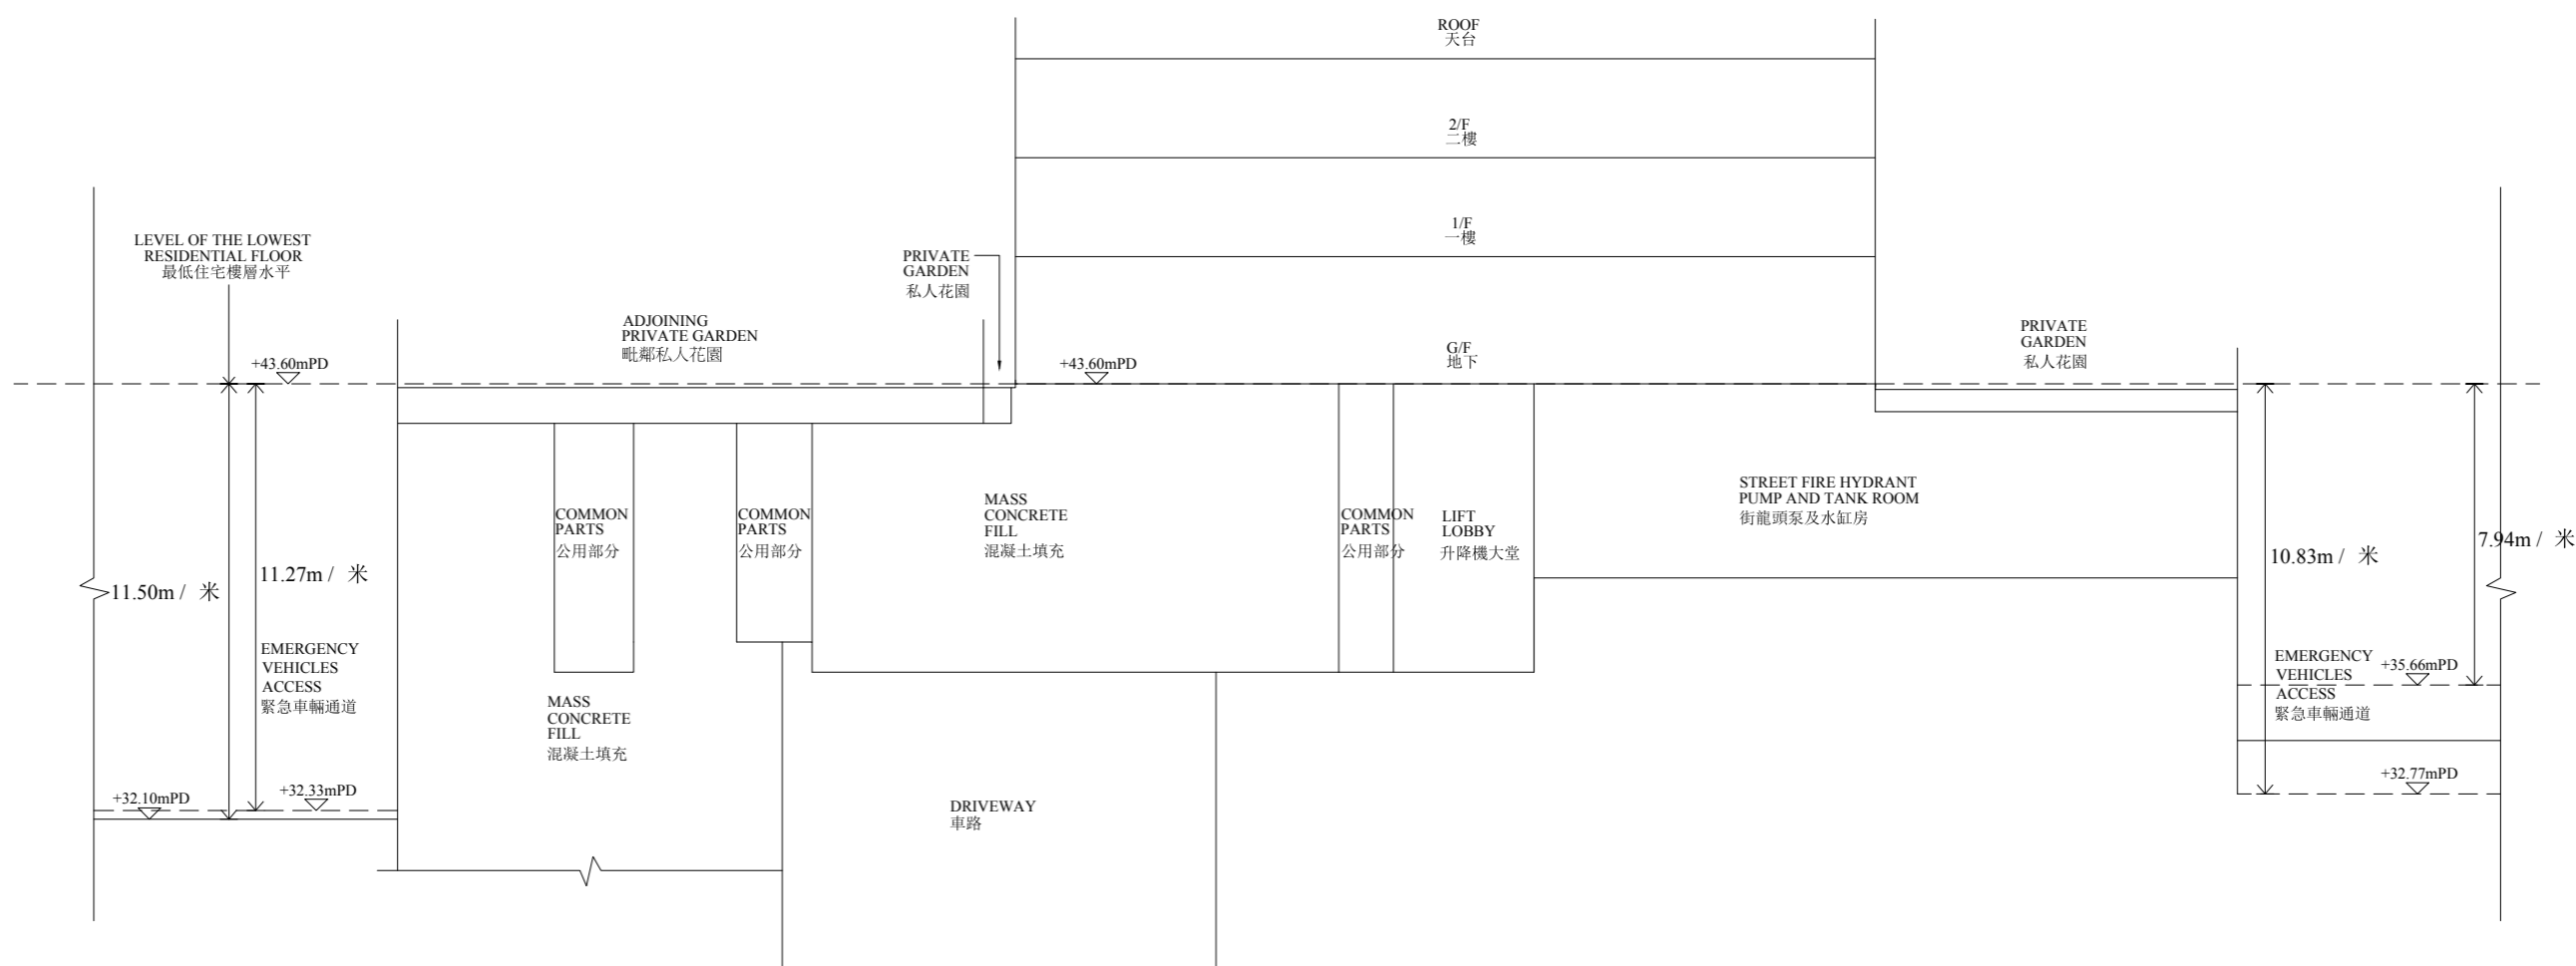 ROOF
天台
2/F
二樓
1/F
一樓
LEVEL OF THE LOWEST
RESIDENTIAL FLOOR
最低住宅樓層水平
PRIVATE
GARDEN
私人花園
ADJOINING
PRIVATE GARDEN
毗鄰私人花園
PRIVATE
GARDEN
私人花園
G/F
地下
+43.60mPD
+43.60mPD
COMMON
PARTS
公用部分
COMMON
PARTS
公用部分
MASS
CONCRETE
FILL
混凝土填充
COMMON
PARTS
公用部分
LIFT
LOBBY
升降機大堂
STREET FIRE HYDRANT
PUMP AND TANK ROOM
街龍頭泵及水缸房
11.50m / 米
11.27m / 米
10.83m / 米
7.94m / 米
EMERGENCY
VEHICLES
ACCESS
緊急車輛通道
MASS
CONCRETE
FILL
混凝土填充
EMERGENCY
VEHICLES
ACCESS
緊急車輛通道
+35.66mPD
+32.10mPD
+32.33mPD
DRIVEWAY
車路
+32.77mPD